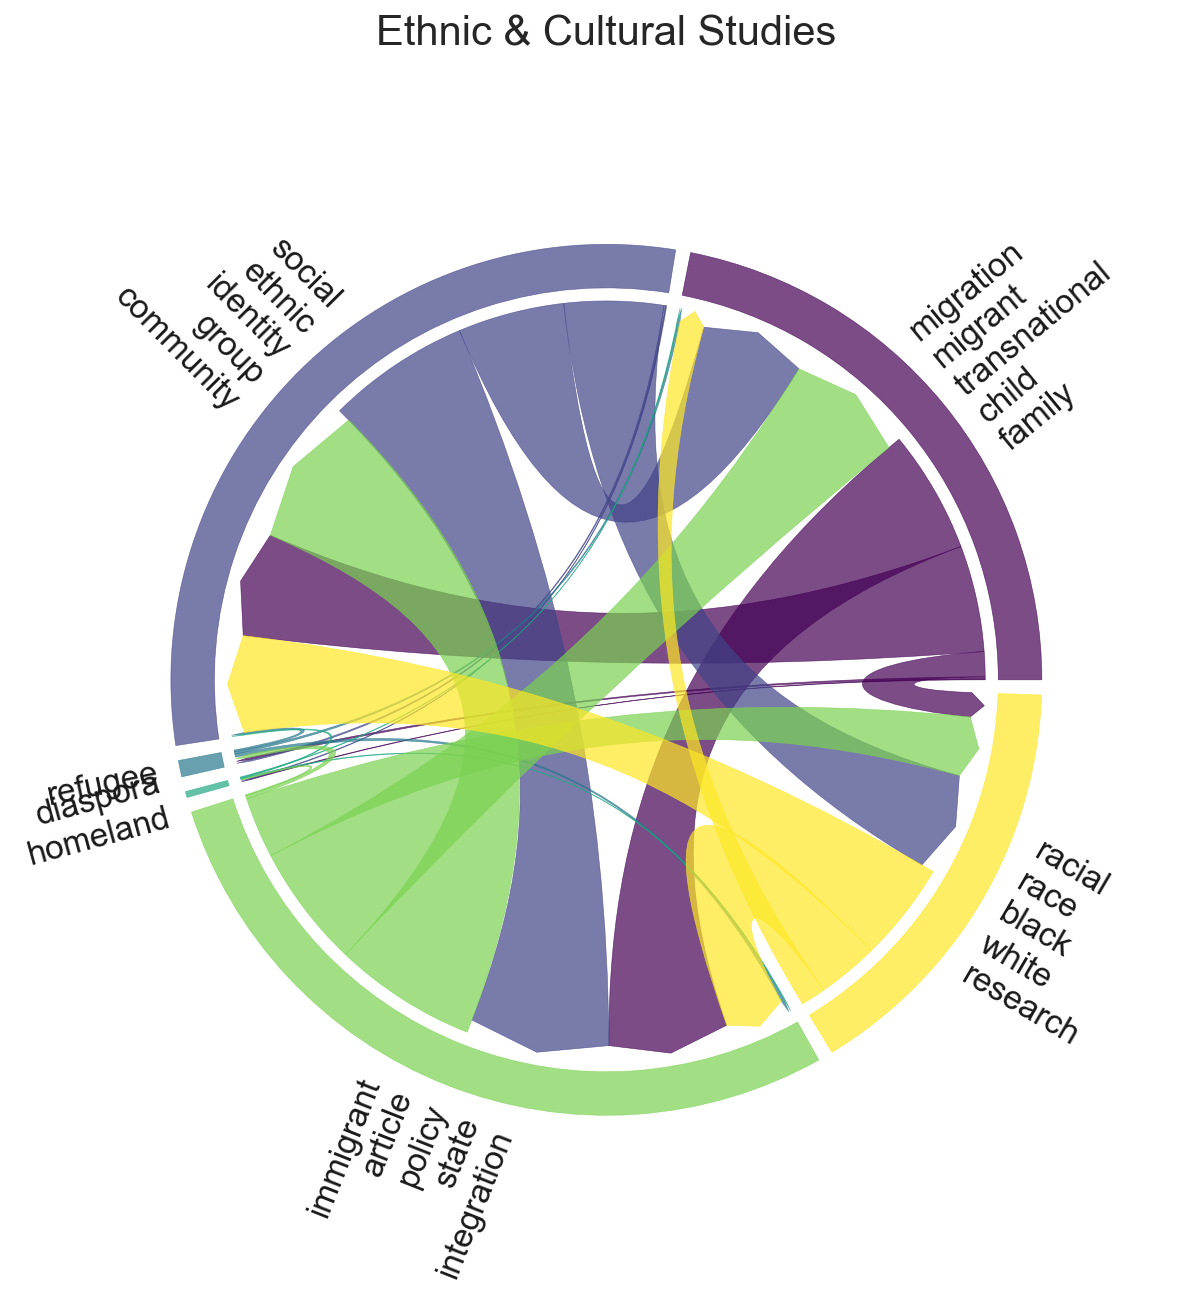 Ethnic & Cultural Studies
social
ethnic
identity
group
community
migration
migrant
transnational
child
family
refugee
diaspora
homeland
racial
race
black
white
research
immigrant
article
policy
state
integration